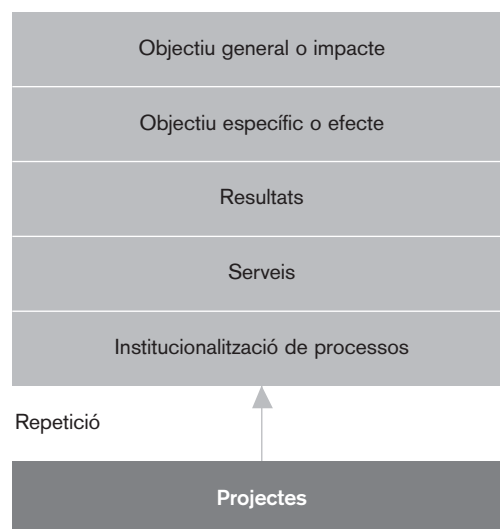 Objectiu general o impacte
Objectiu específic o efecte
Resultats
Serveis
Institucionalització de processos
Repetició
Projectes